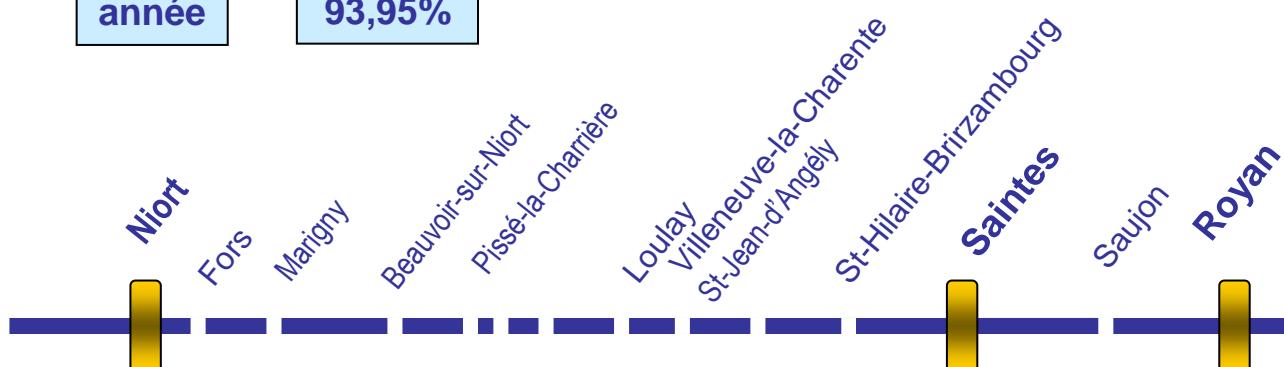 année
93,95%
Niort
Fors
Marigny
Beauvoir-sur-Niort
Pissé-la-Charrière
Loulay
Villeneuve-la-Charente
St-Jean-d'Angély
St-Hilaire-Brirzambourg
Saintes
Saujon
Royan